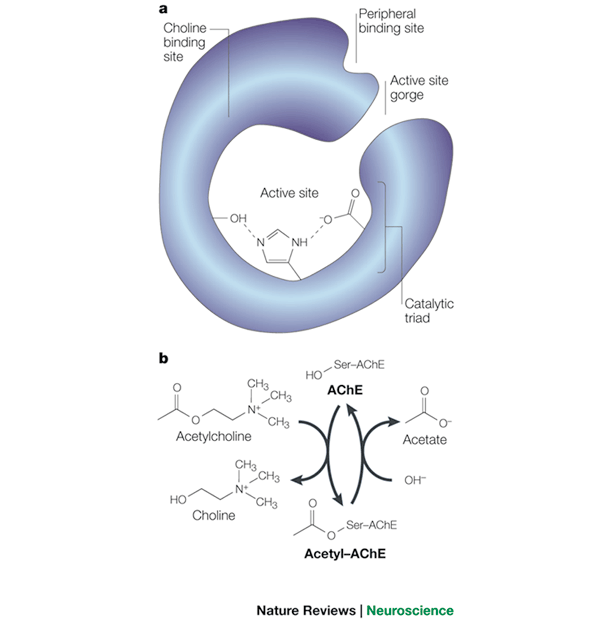 a
Choline
binding
site
Peripheral
binding site
Active site
gorge
Active site
OH
-O
O
N
NH
Catalytic
triad
b
HO
Ser–AChE
AChE
O
O
N+
CH3
CH3
CH3
Acetylcholine
O
O-
Acetate
HO
N+
CH3
CH3
CH3
Choline
OH-
O
O
Ser–AChE
Acetyl–AChE
Nature Reviews | Neuroscience